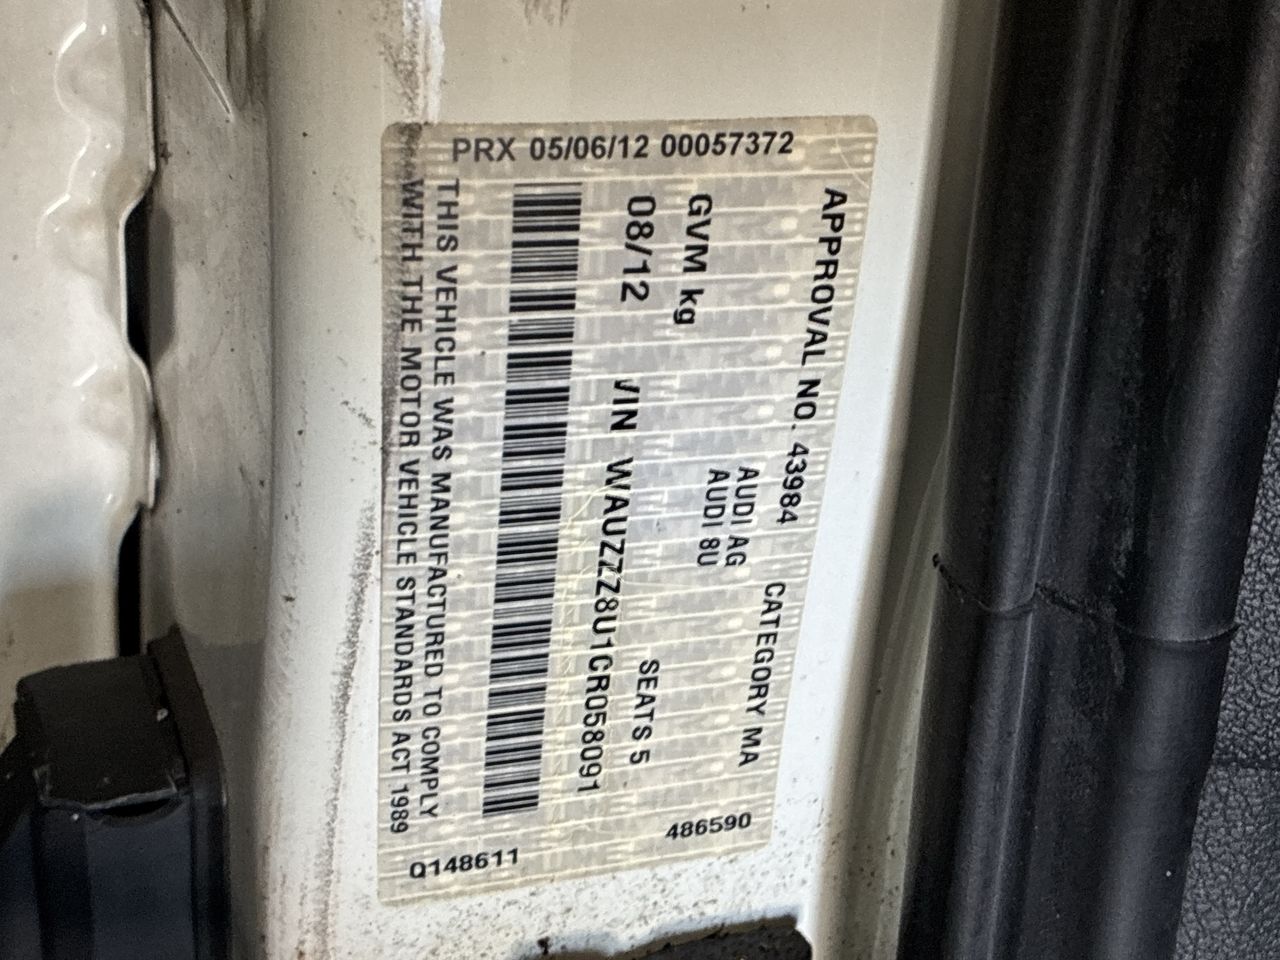 PRX 05/06/12 00057372
APPROVAL NO. 43984 CATEGORY MA
AUDI AG
AUDI 8U
GVM kg
SEATS 5
08/12 VIN WAUZZZ8U1CR058091
THIS VEHICLE WAS MANUFACTURED TO COMPLY
WITH THE MOTOR VEHICLE STANDARDS ACT 1989
Q148611
486590